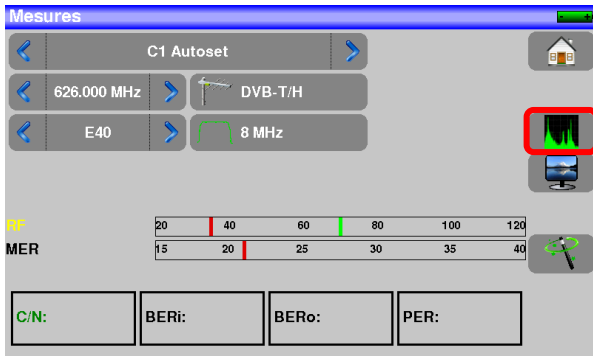 Mesures
- +
C1 Autoset
626.000 MHz DVB-T/H
E40 8 MHz
RF 20 40 60 80 100 120
MER 15 20 25 30 35 40
C/N: BERi: BERo: PER: